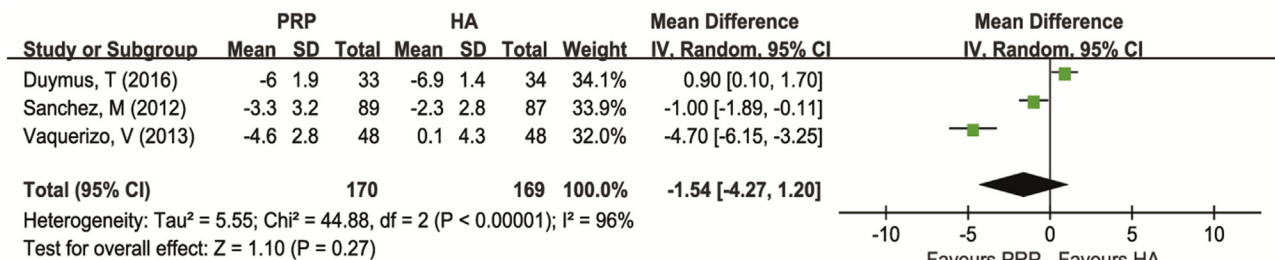 PRP HA Mean Difference Mean Difference
Study or Subgroup Mean SD Total Mean SD Total Weight IV, Random, 95% CI IV, Random, 95% CI
Duymus, T (2016) -6 1.9 33 -6.9 1.4 34 34.1% 0.90 [0.10, 1.70]
Sanchez, M (2012) -3.3 3.2 89 -2.3 2.8 87 33.9% -1.00 [-1.89, -0.11]
Vaquerizo, V (2013) -4.6 2.8 48 0.1 4.3 48 32.0% -4.70 [-6.15, -3.25]
Total (95% CI) 170 169 100.0% -1.54 [-4.27, 1.20]
Heterogeneity: Tau² = 5.55; Chi² = 44.88, df = 2 (P < 0.00001); I² = 96%
Test for overall effect: Z = 1.10 (P = 0.27)
-10 -5 0 5 10
Favours PRP Favours HA